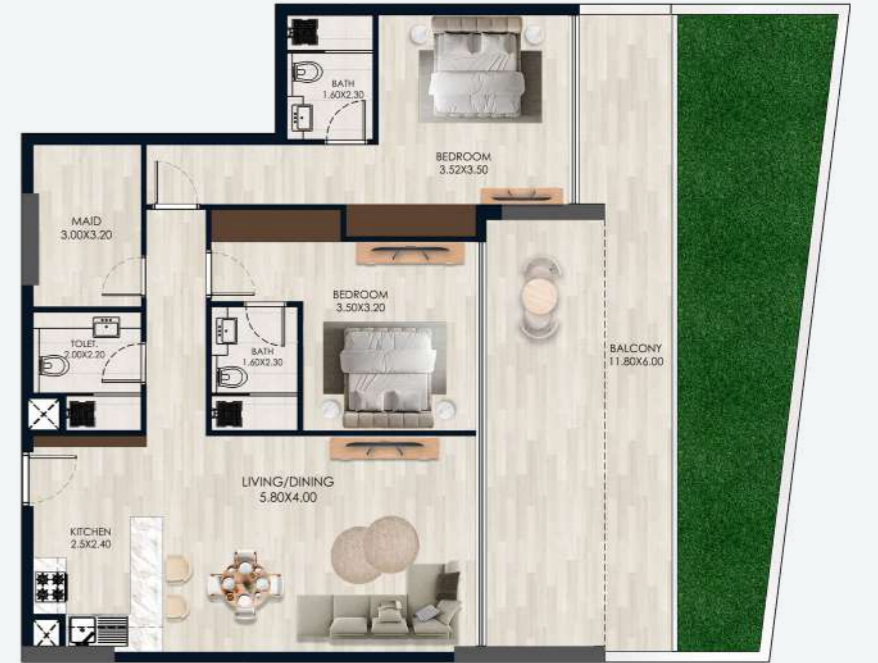 BATH
1.60X2.30
BEDROOM
3.52X3.50
MAID
3.00X3.20
BEDROOM
3.50X3.20
TOLET.
2.00X2.20
BATH
1.60X2.30
BALCONY
11.80X6.00
LIVING/DINING
5.80X4.00
KITCHEN
2.5X2.40